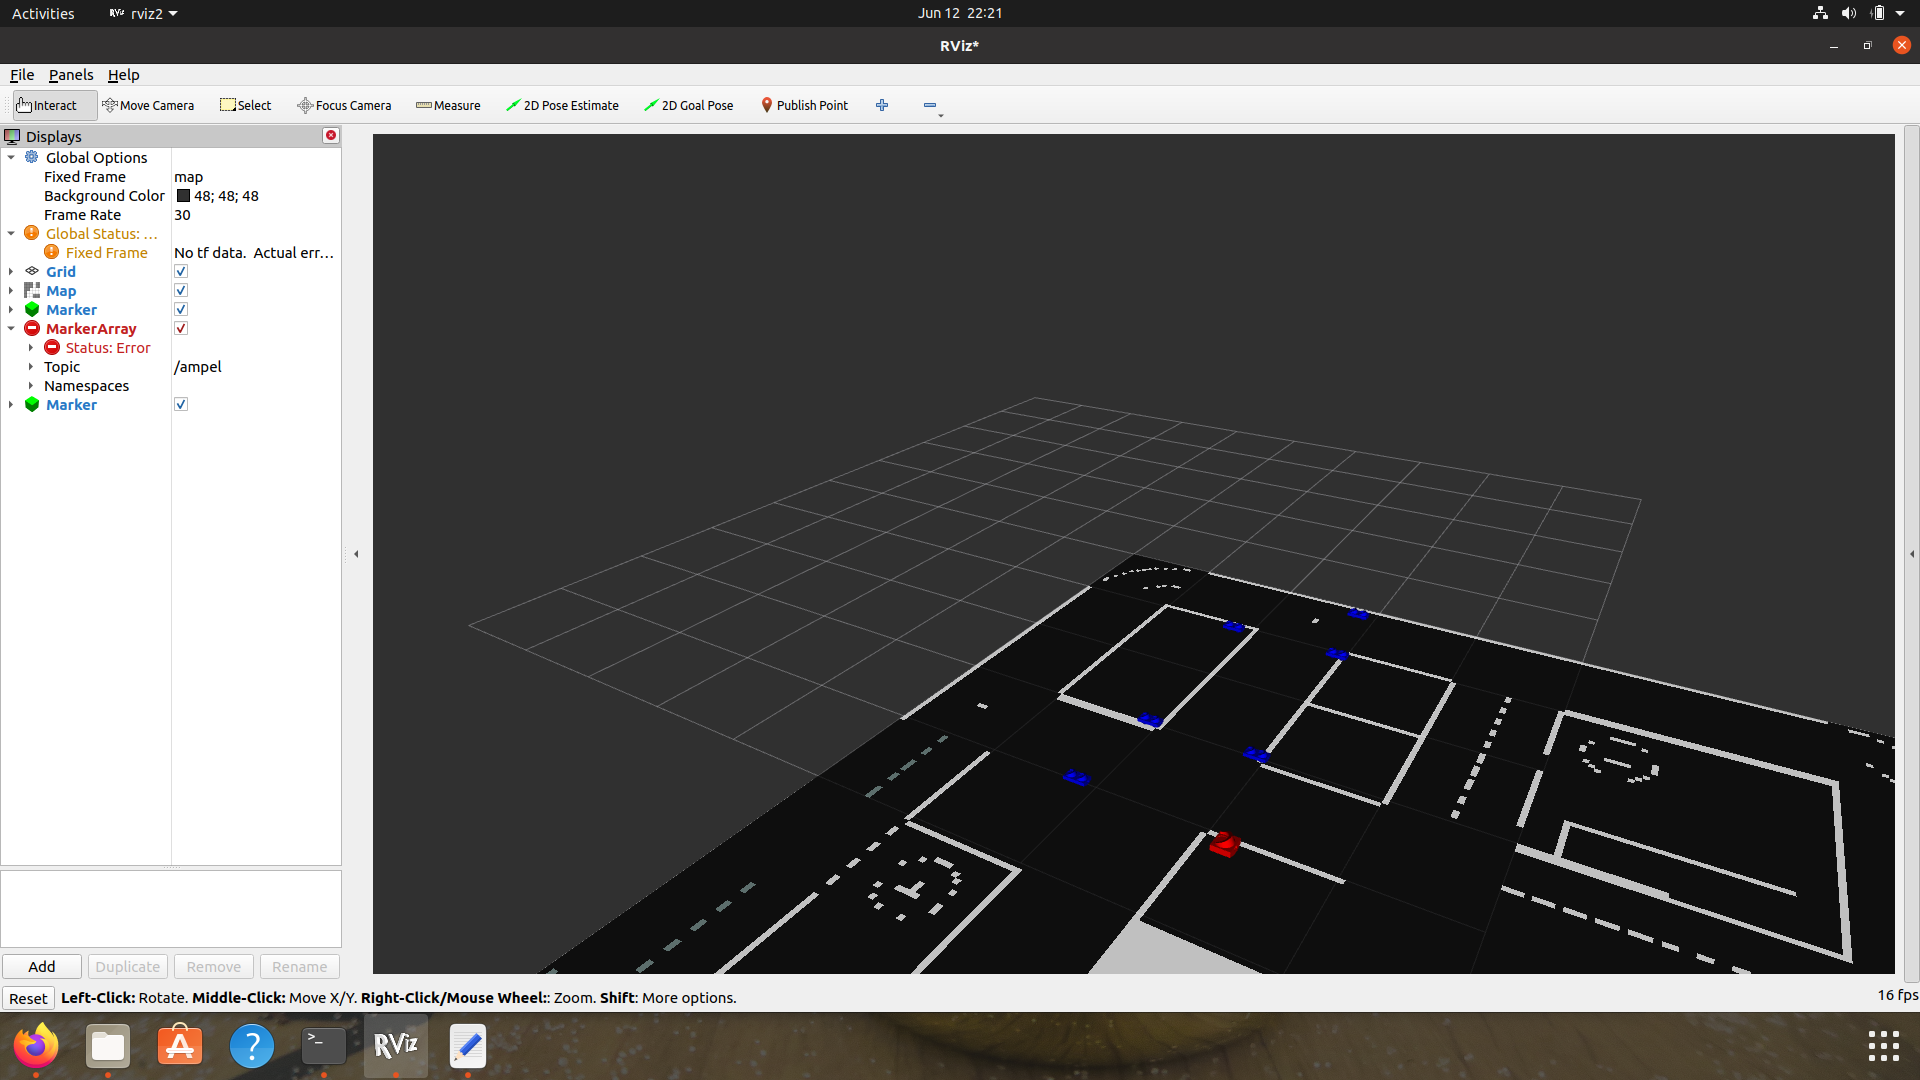 Activities RViz rviz2 Jun 12 22:21
RViz*
File Panels Help
Interact Move Camera Select Focus Camera Measure 2D Pose Estimate 2D Goal Pose Publish Point
Displays
Global Options
Fixed Frame map
Background Color 48; 48; 48
Frame Rate 30
Global Status: ...
Fixed Frame No tf data.  Actual err...
Grid
Map
Marker
MarkerArray
Status: Error
Topic /ampel
Namespaces
Marker
Add Duplicate Remove Rename
Reset Left-Click: Rotate. Middle-Click: Move X/Y. Right-Click/Mouse Wheel:: Zoom. Shift: More options. 16 fps
>_ RViz